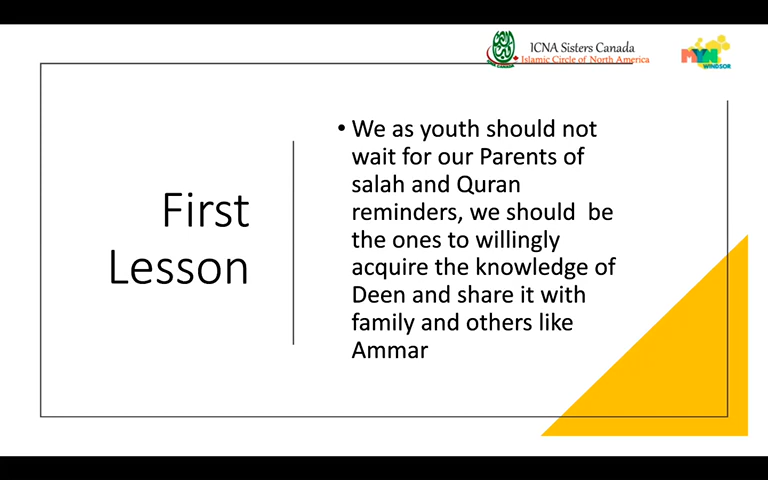 ICNA Sisters Canada
Islamic Circle of North America
MYN
WINDSOR
First
Lesson
• We as youth should not
wait for our Parents of
salah and Quran
reminders, we should  be
the ones to willingly
acquire the knowledge of
Deen and share it with
family and others like
Ammar